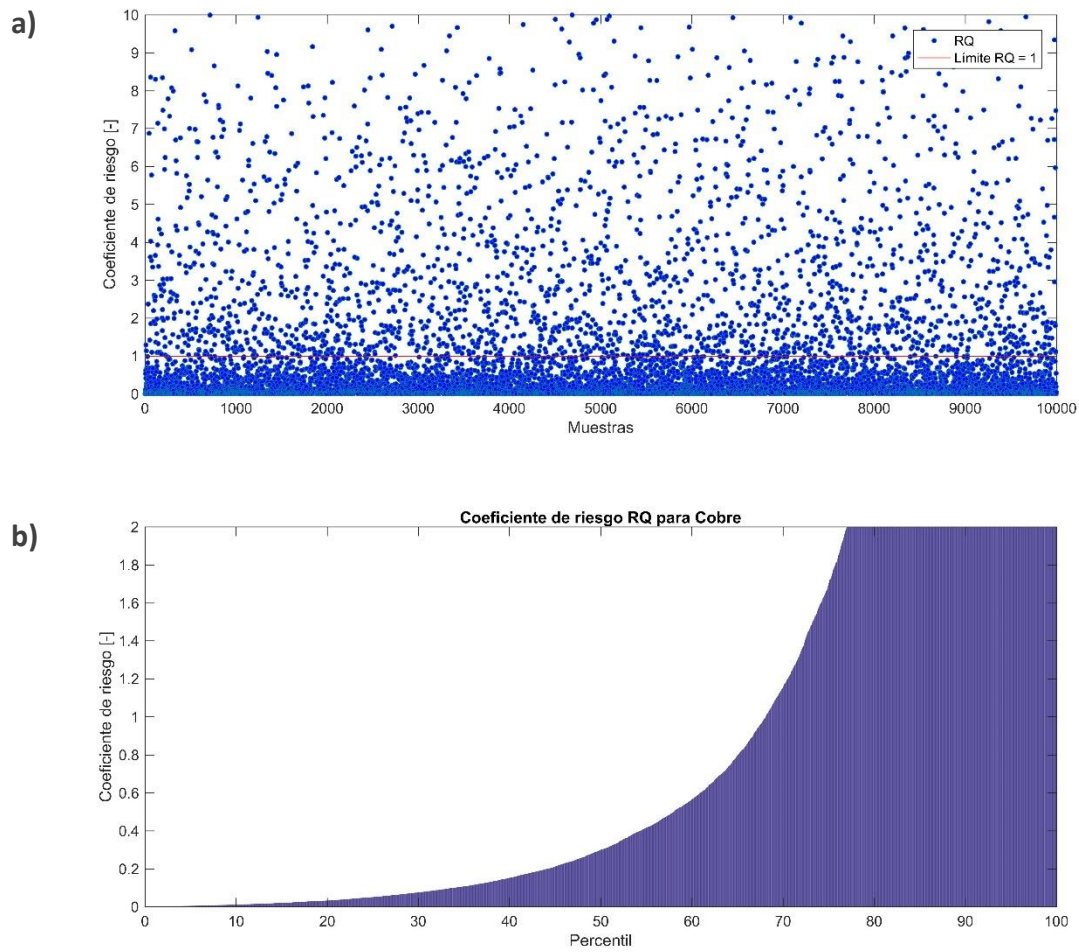 a)
10
9
8
7
6
5
4
3
2
1
0
Coeficiente de riesgo [-]
RQ
Límite RQ = 1
0 1000 2000 3000 4000 5000 6000 7000 8000 9000 10000
Muestras
b)
Coeficiente de riesgo RQ para Cobre
2
1.8
1.6
1.4
1.2
1
0.8
0.6
0.4
0.2
0
Coeficiente de riesgo [-]
0 10 20 30 40 50 60 70 80 90 100
Percentil